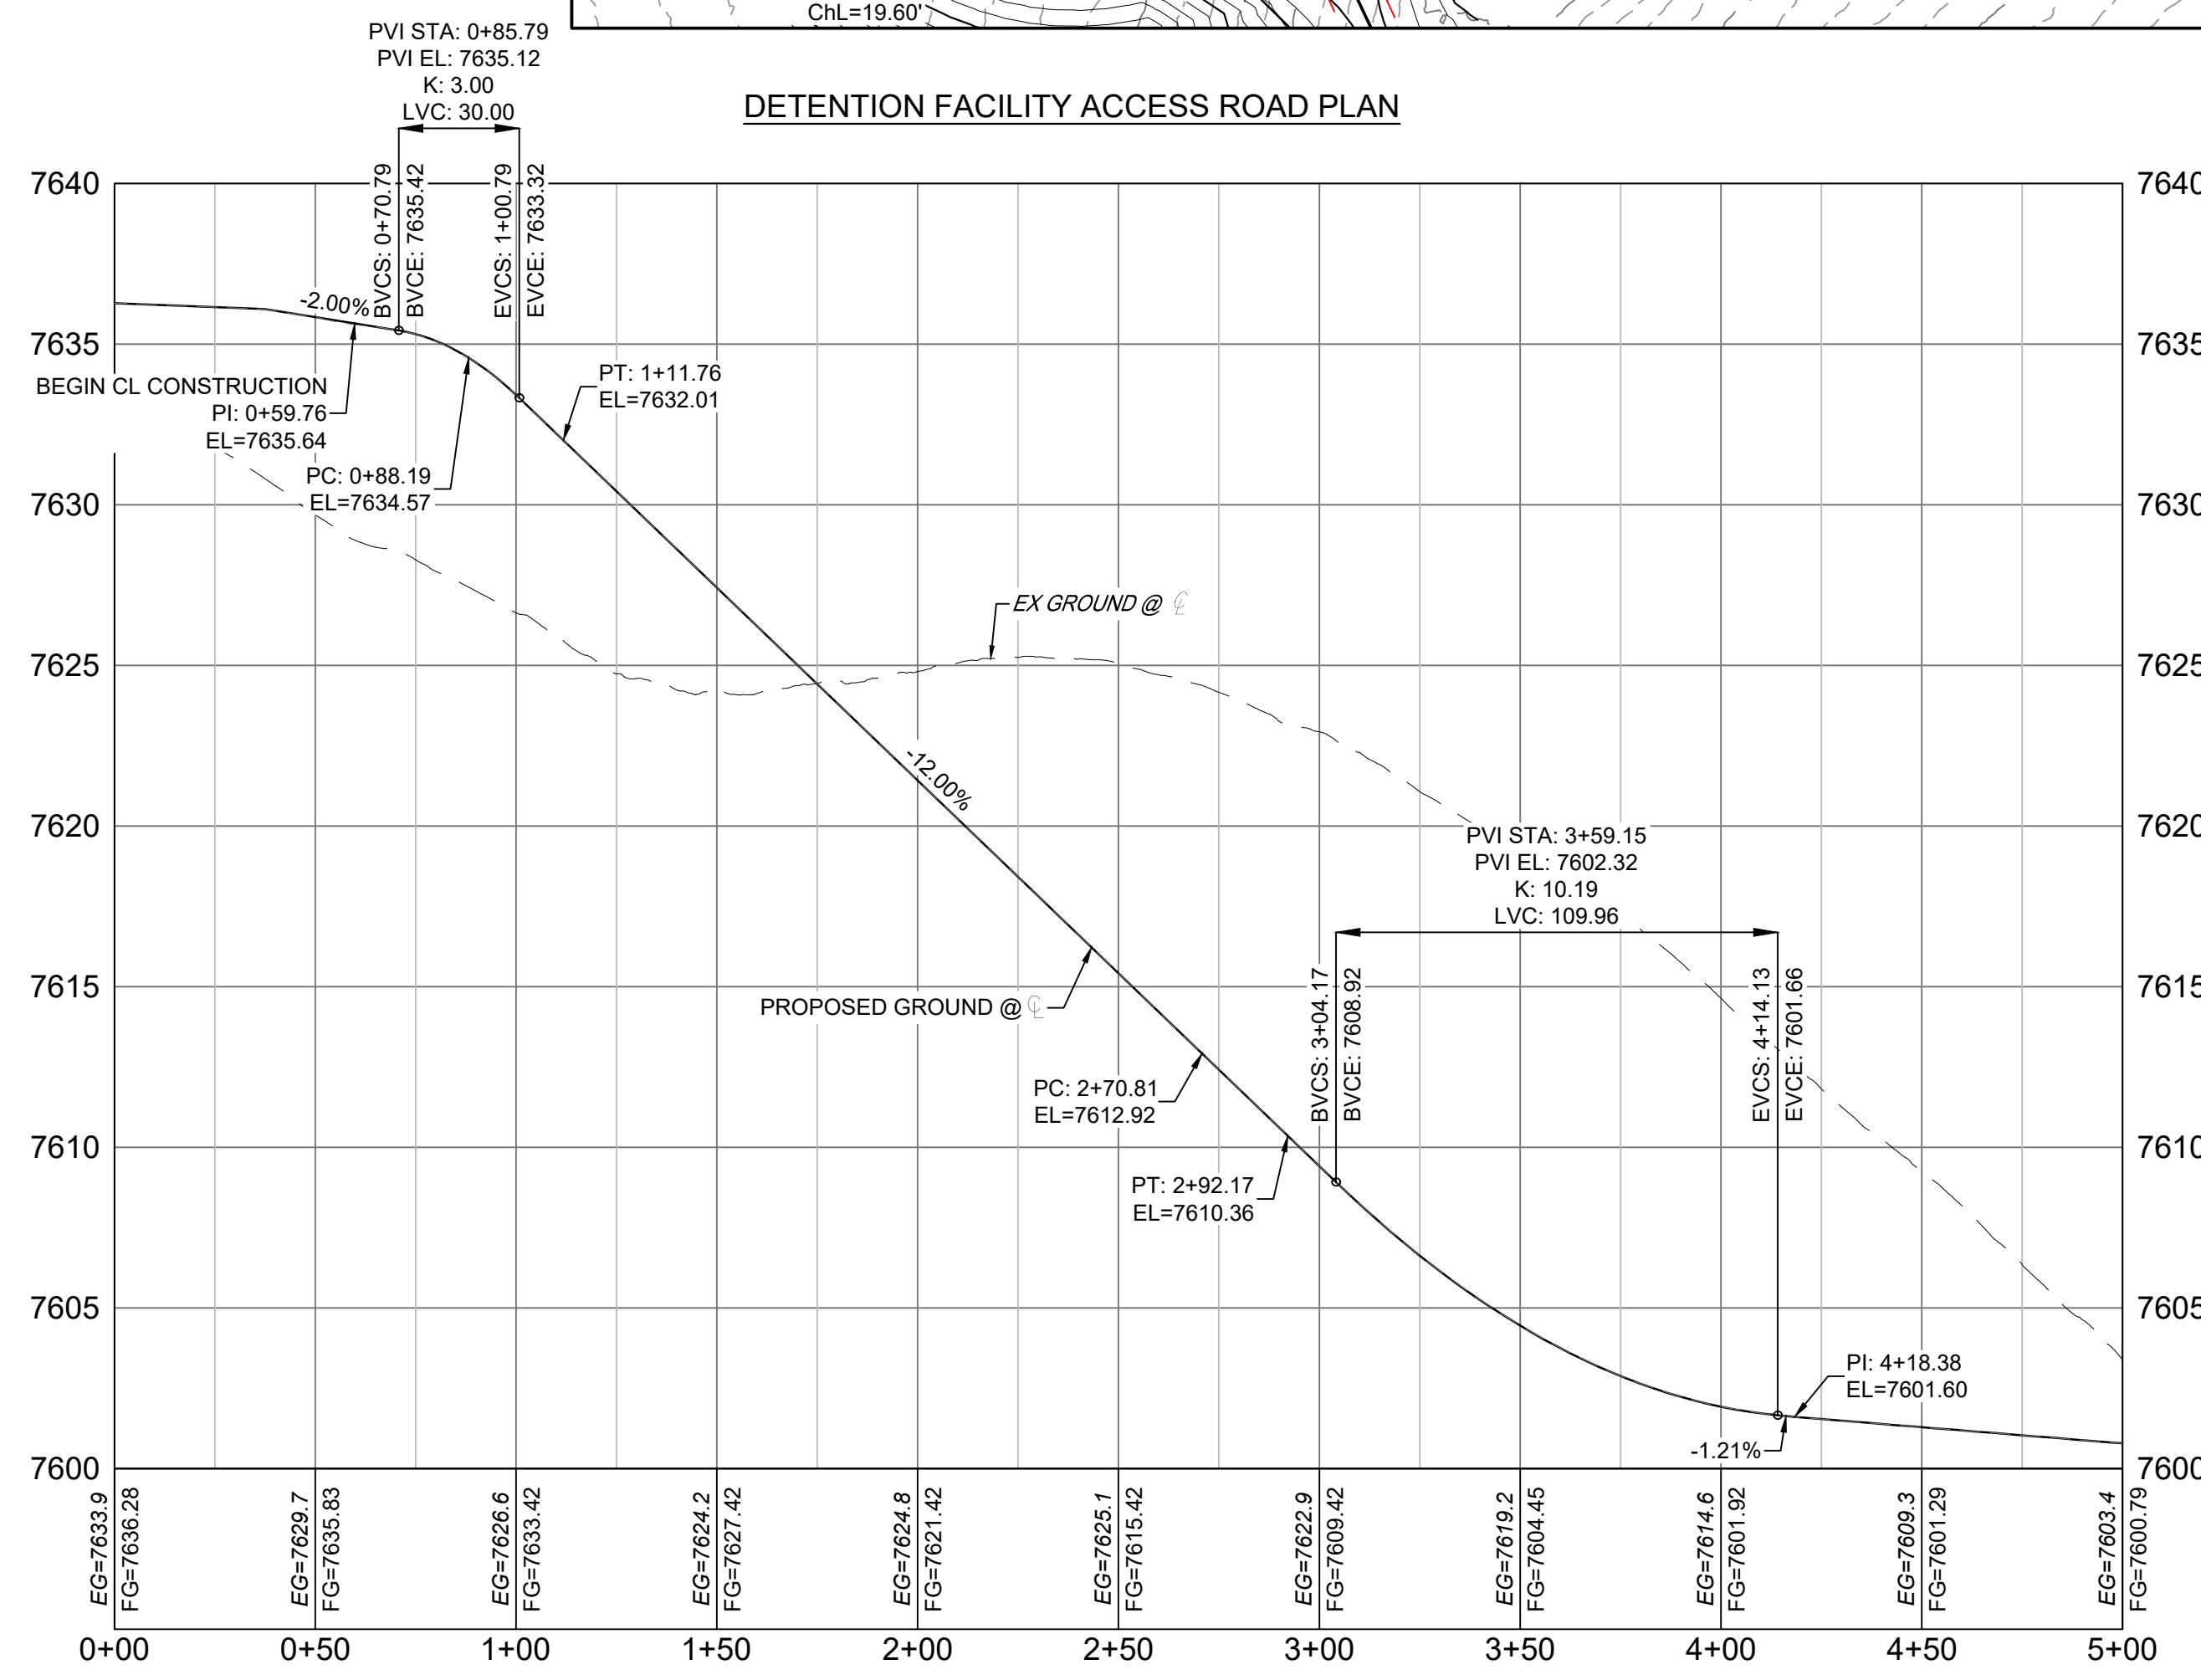 ChL=19.60'
PVI STA: 0+85.79
PVI EL: 7635.12
K: 3.00
LVC: 30.00
DETENTION FACILITY ACCESS ROAD PLAN
BVCS: 0+70.79
BVCE: 7635.42
EVCS: 1+00.79
EVCE: 7633.32
7640
7640
7635
7635
7630
7630
7625
7625
7620
7620
7615
7615
7610
7610
7605
7605
7600
7600
-2.00%
BEGIN CL CONSTRUCTION
PI: 0+59.76
EL=7635.64
PC: 0+88.19
EL=7634.57
PT: 1+11.76
EL=7632.01
EX GROUND @ ℄
-12.00%
PROPOSED GROUND @ ℄
PVI STA: 3+59.15
PVI EL: 7602.32
K: 10.19
LVC: 109.96
BVCS: 3+04.17
BVCE: 7608.92
EVCS: 4+14.13
EVCE: 7601.66
PC: 2+70.81
EL=7612.92
PT: 2+92.17
EL=7610.36
PI: 4+18.38
EL=7601.60
-1.21%
EG=7633.9
FG=7636.28
EG=7629.7
FG=7635.83
EG=7626.6
FG=7633.42
EG=7624.2
FG=7627.42
EG=7624.8
FG=7621.42
EG=7625.1
FG=7615.42
EG=7622.9
FG=7609.42
EG=7619.2
FG=7604.45
EG=7614.6
FG=7601.92
EG=7609.3
FG=7601.29
EG=7603.4
FG=7600.79
0+00
0+50
1+00
1+50
2+00
2+50
3+00
3+50
4+00
4+50
5+00